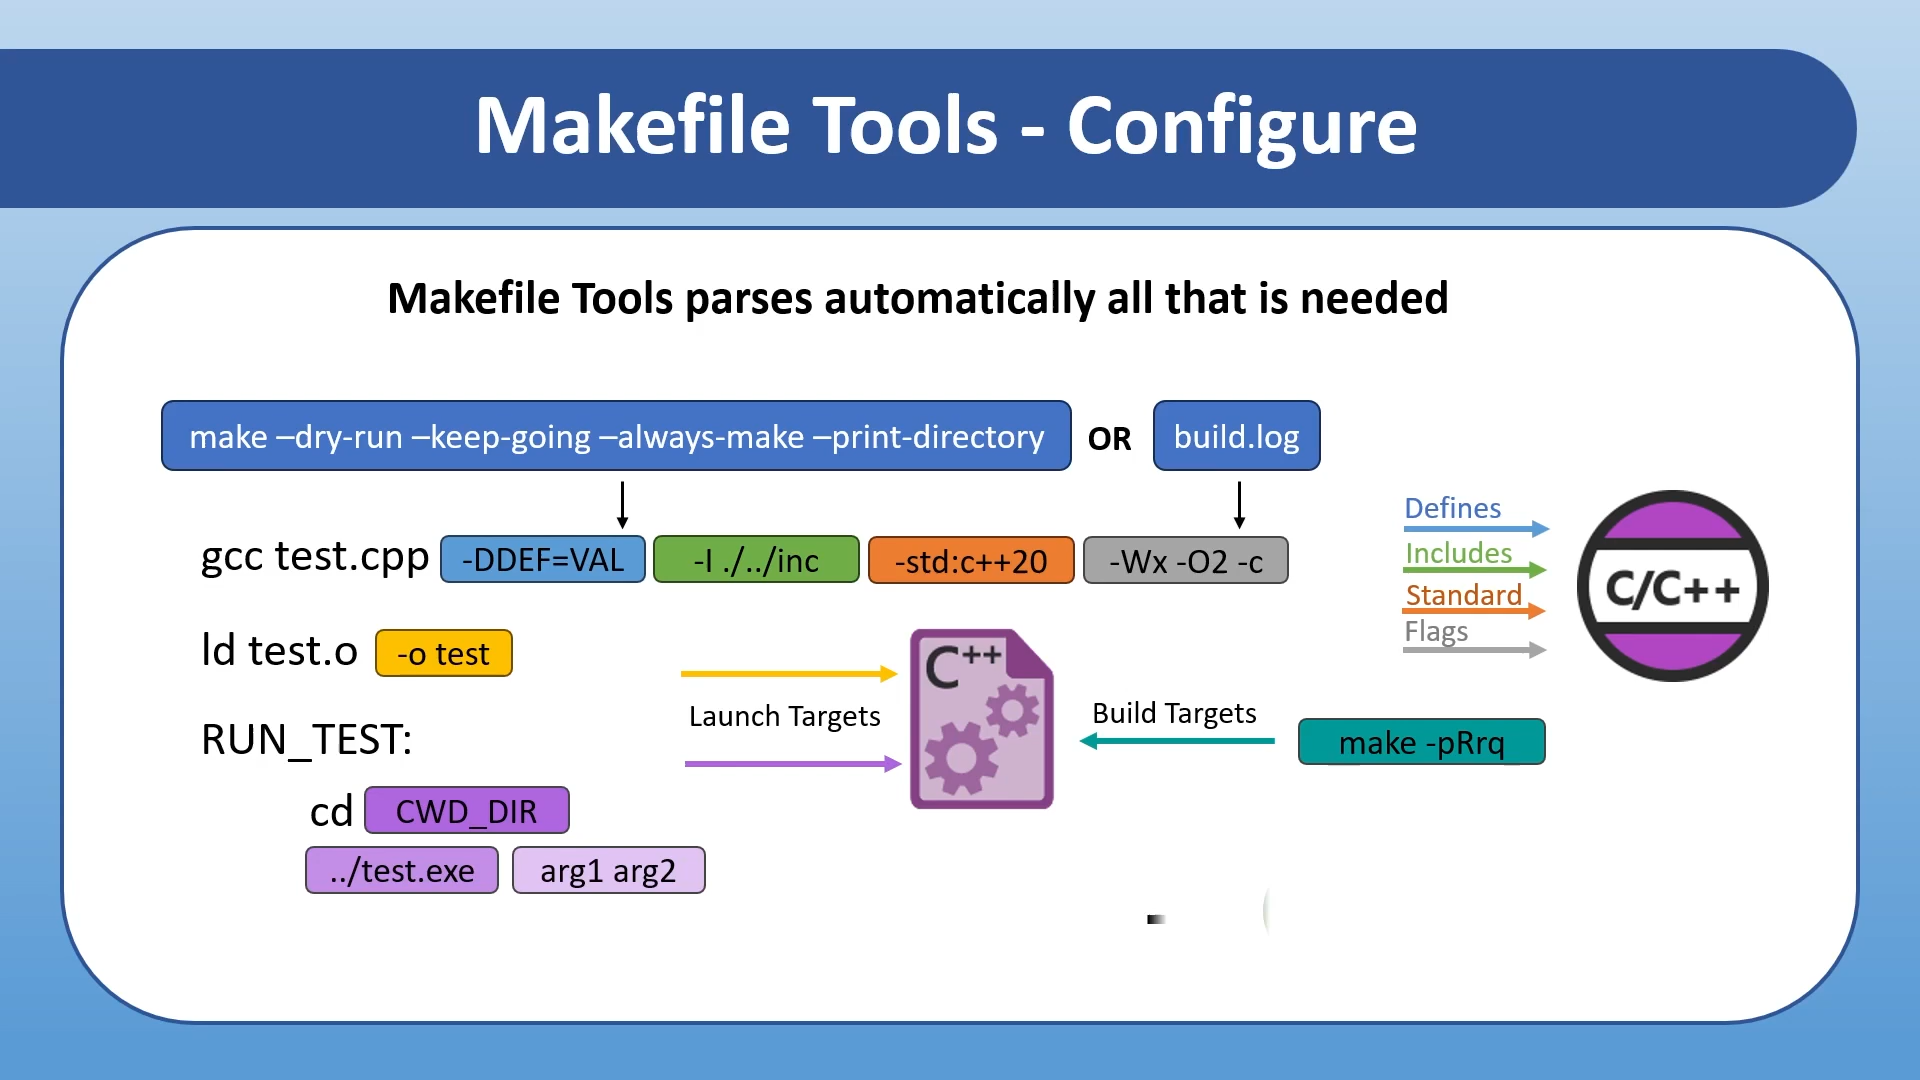 Makefile Tools - Configure
Makefile Tools parses automatically all that is needed
make –dry-run –keep-going –always-make –print-directory OR build.log
gcc test.cpp -DDEF=VAL -I ./../inc -std:c++20 -Wx -O2 -c
Defines
Includes
Standard
Flags
C/C++
ld test.o -o test
C++
Launch Targets
Build Targets
make -pRrq
RUN_TEST:
cd CWD_DIR
../test.exe arg1 arg2